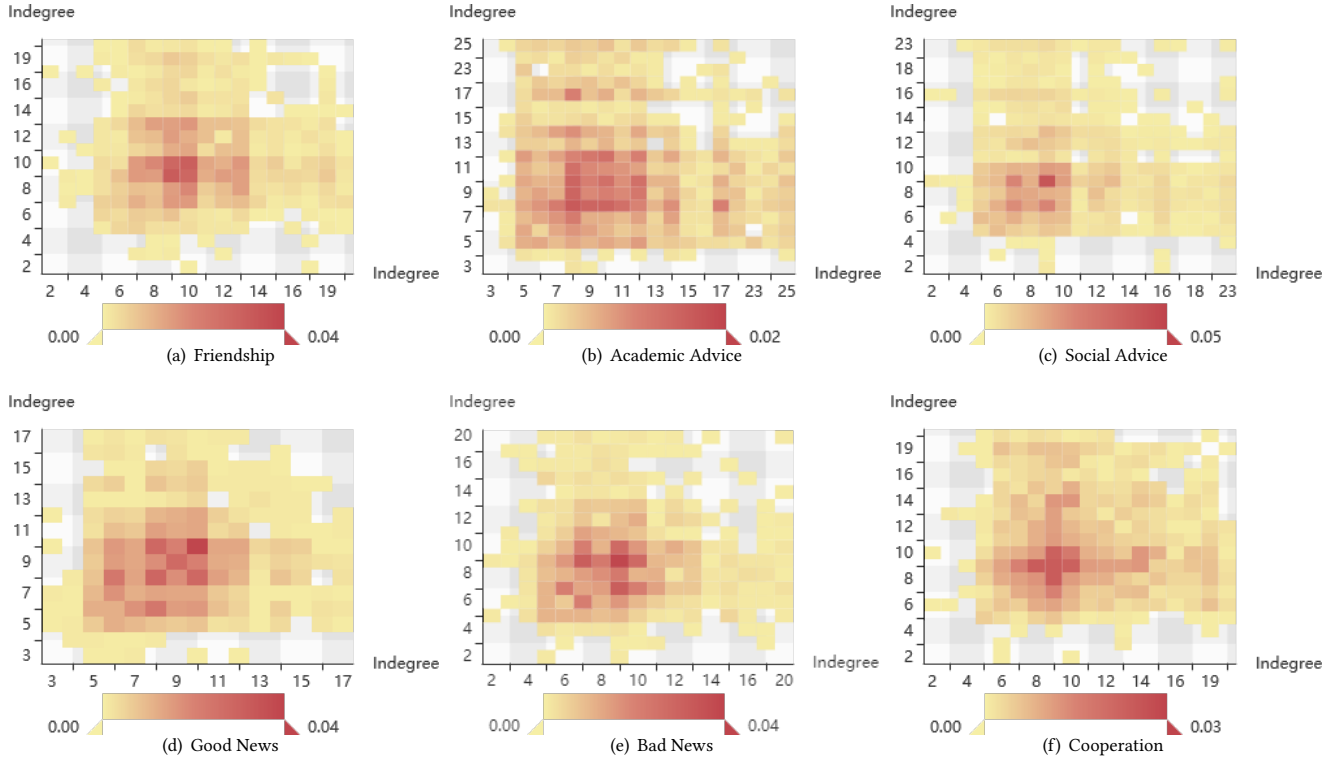 Indegree
19
16
14
12
10
8
6
4
2
2 4 6 8 10 12 14 16 19
Indegree
0.00 0.04
(a) Friendship
Indegree
25
23
17
15
13
11
9
7
5
3
3 5 7 9 11 13 15 17 23 25
Indegree
0.00 0.02
(b) Academic Advice
Indegree
23
18
16
14
12
10
8
6
4
2
2 4 6 8 10 12 14 16 18 23
Indegree
0.00 0.05
(c) Social Advice
Indegree
17
15
13
11
9
7
5
3
3 5 7 9 11 13 15 17
Indegree
0.00 0.04
(d) Good News
Indegree
20
16
14
12
10
8
6
4
2
2 4 6 8 10 12 14 16 20
Indegree
0.00 0.04
(e) Bad News
Indegree
19
16
14
12
10
8
6
4
2
2 4 6 8 10 12 14 16 19
Indegree
0.00 0.03
(f) Cooperation